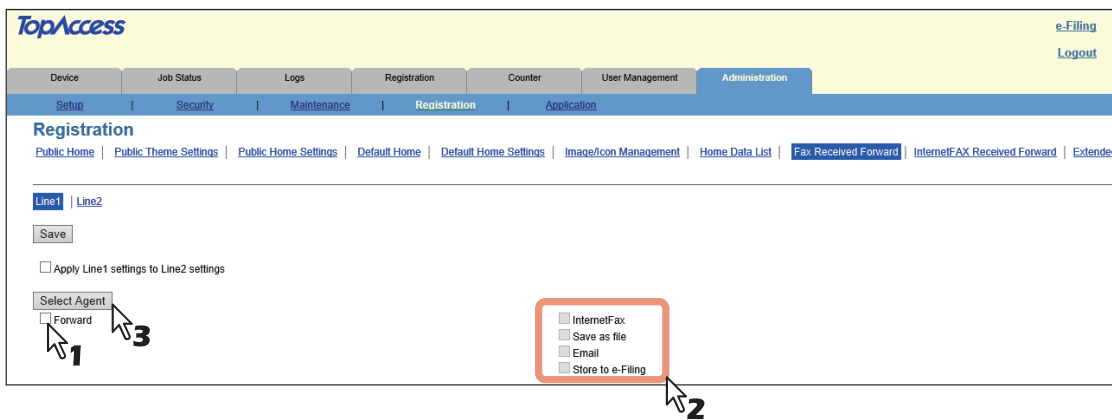 TopAccess
e-Filing
Logout
Device Job Status Logs Registration Counter User Management Administration
Setup | Security | Maintenance | Registration | Application
Registration
Public Home | Public Theme Settings | Public Home Settings | Default Home | Default Home Settings | Image/Icon Management | Home Data List | Fax Received Forward | InternetFAX Received Forward | Extende
Line1 | Line2
Save
Apply Line1 settings to Line2 settings
Select Agent
3
Forward
1
InternetFax
Save as file
Email
Store to e-Filing
2